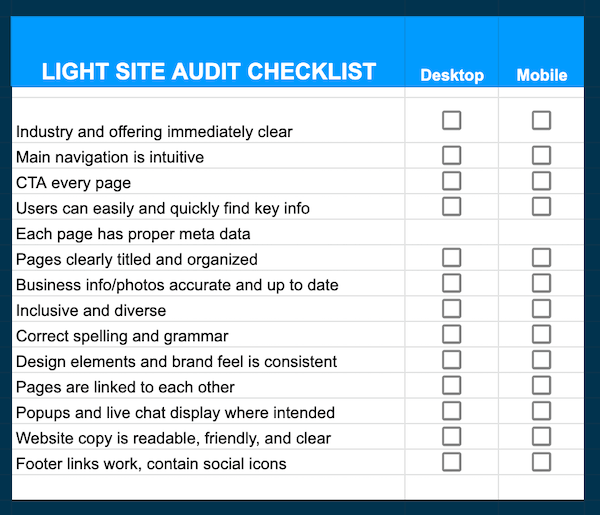 LIGHT SITE AUDIT CHECKLIST Desktop Mobile
Industry and offering immediately clear
Main navigation is intuitive
CTA every page
Users can easily and quickly find key info
Each page has proper meta data
Pages clearly titled and organized
Business info/photos accurate and up to date
Inclusive and diverse
Correct spelling and grammar
Design elements and brand feel is consistent
Pages are linked to each other
Popups and live chat display where intended
Website copy is readable, friendly, and clear
Footer links work, contain social icons